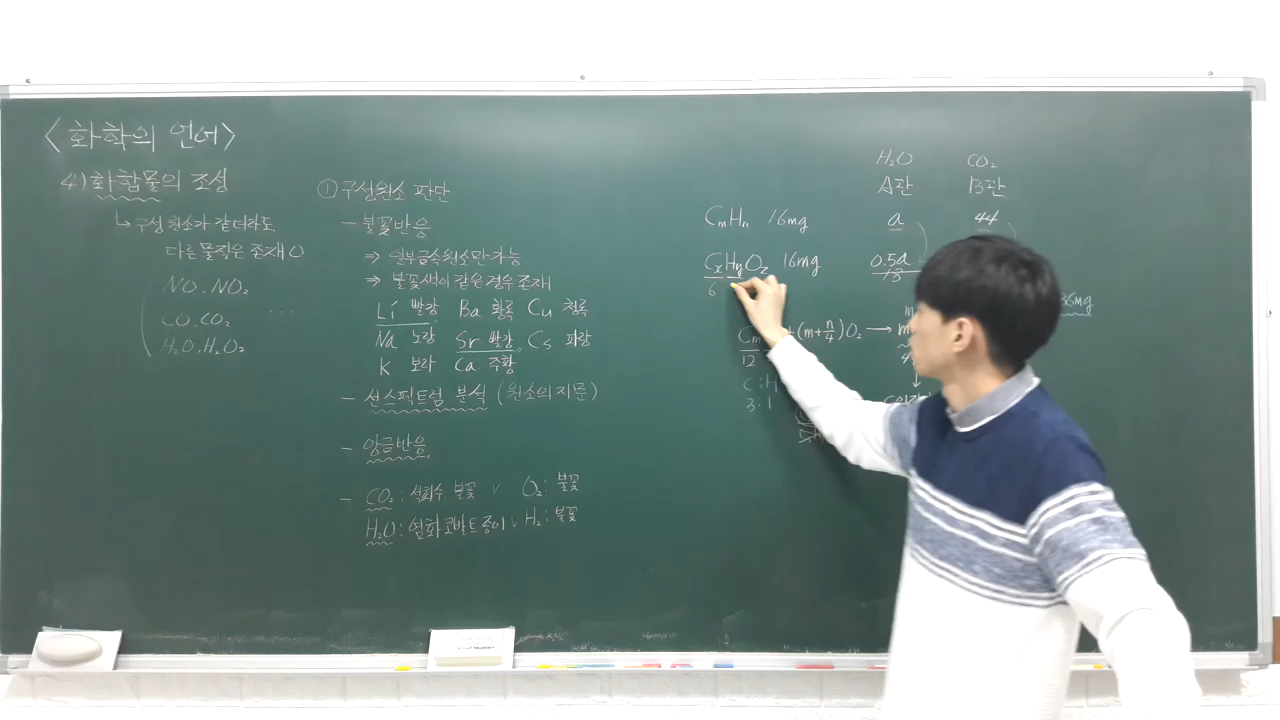 <화학의 언어>
4) 화합물의 조성
↳ 구성 원소가 같더라도
다른 물질은 존재 O
NO, NO₂
CO, CO₂ ....
H₂O, H₂O₂
① 구성원소 판단
- 불꽃반응
⇒ 일부금속원소만 가능
⇒ 불꽃색이 같은 경우 존재
Li 빨강 Ba 황록 Cu 청록
Na 노랑 Sr 빨강 Cs 파랑
K 보라 Ca 주황
- 선스펙트럼 분석 (원소의 지문)
- 앙금반응
- CO₂ : 석회수. 불꽃 ∨ O₂ : 불꽃
H₂O : 염화코발트종이 ∨ H₂ : 불꽃
H₂O CO₂
A관 B관
CmHn 16mg a 44
CxHyOz 16mg 0.5a
6
36mg
Cm +(m+n/4)O₂ → m
12
C : H
3 : 1